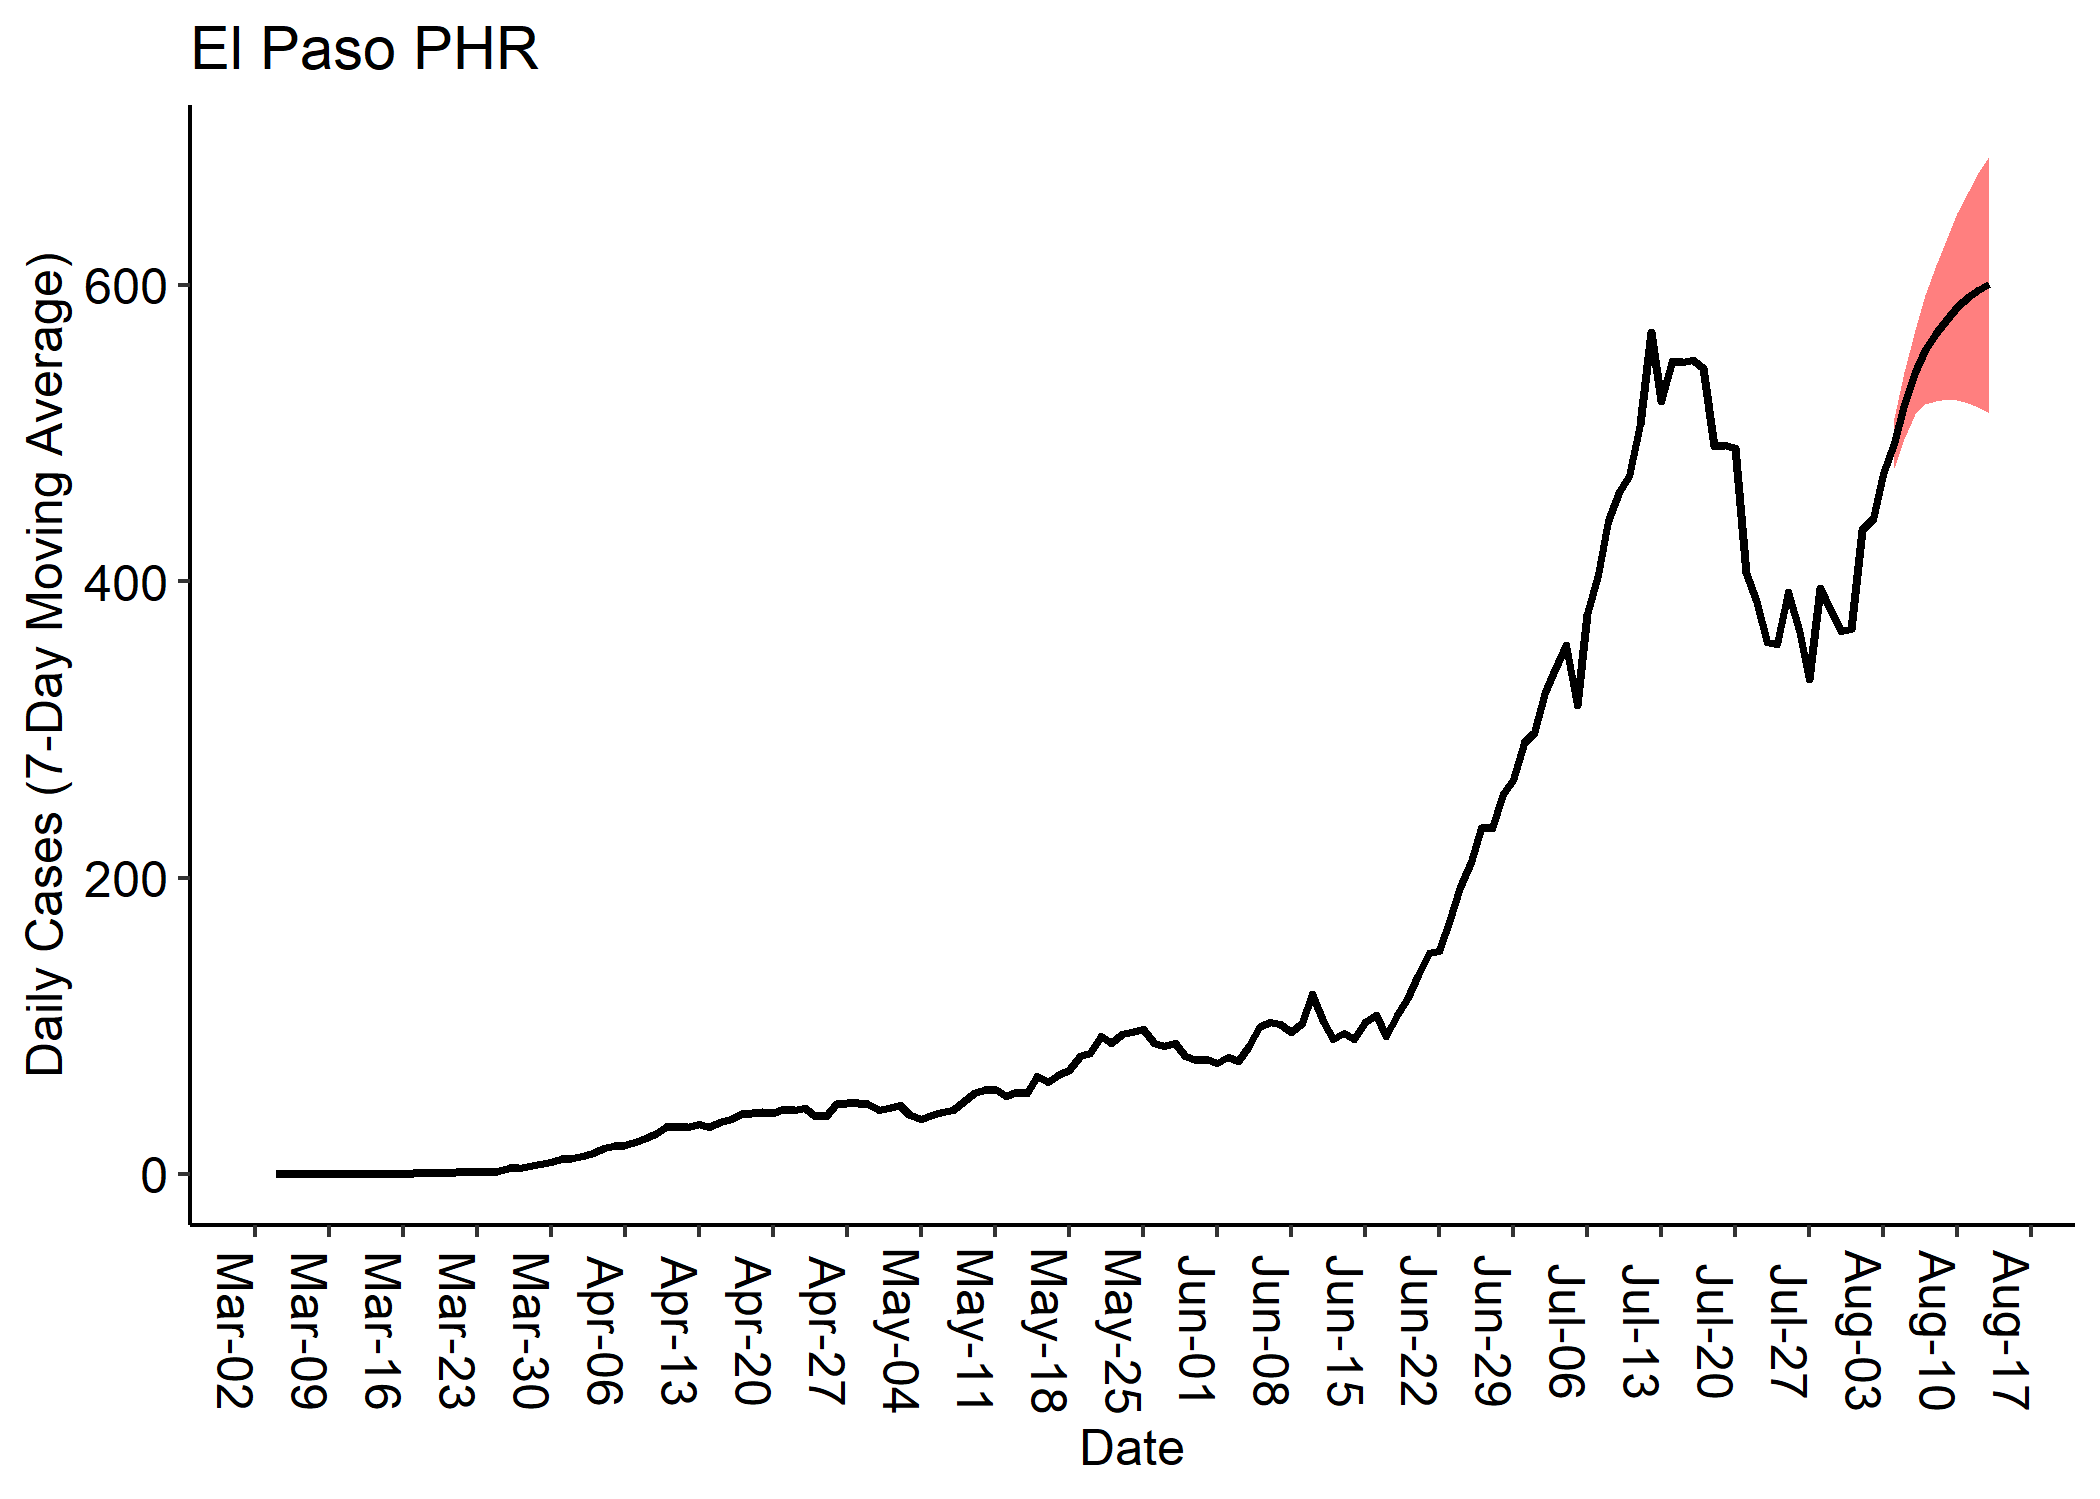 El Paso PHR
Daily Cases (7-Day Moving Average)
600
400
200
0
Mar-02
Mar-09
Mar-16
Mar-23
Mar-30
Apr-06
Apr-13
Apr-20
Apr-27
May-04
May-11
May-18
May-25
Jun-01
Jun-08
Jun-15
Jun-22
Jun-29
Jul-06
Jul-13
Jul-20
Jul-27
Aug-03
Aug-10
Aug-17
Date